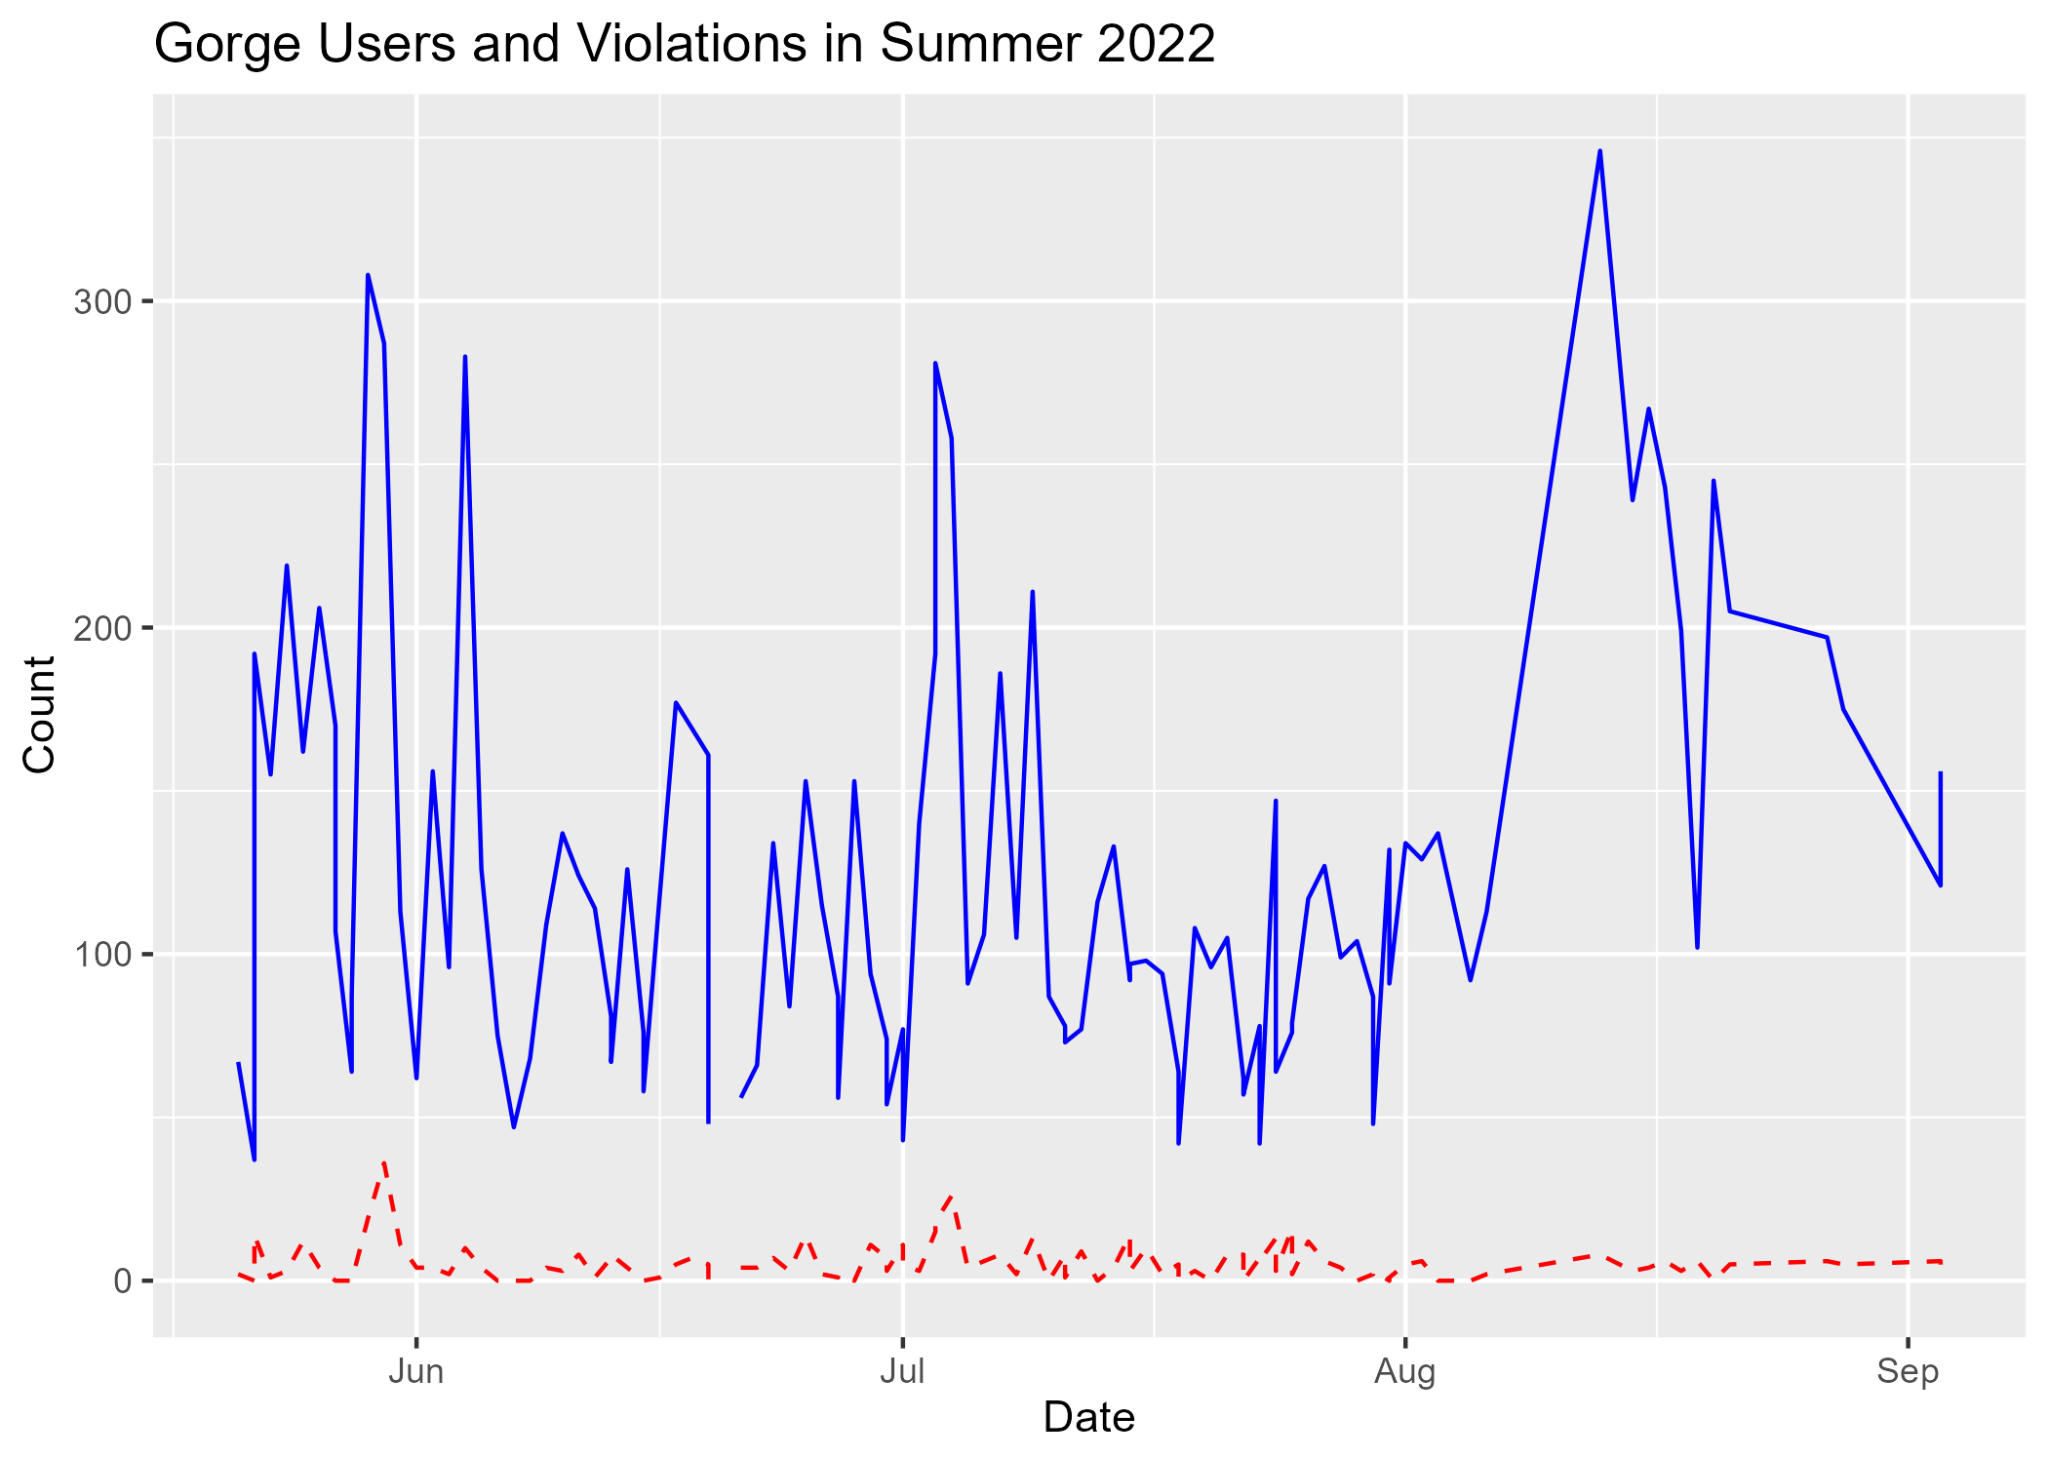 Gorge Users and Violations in Summer 2022
300
200
100
0
Count
Jun Jul Aug Sep
Date